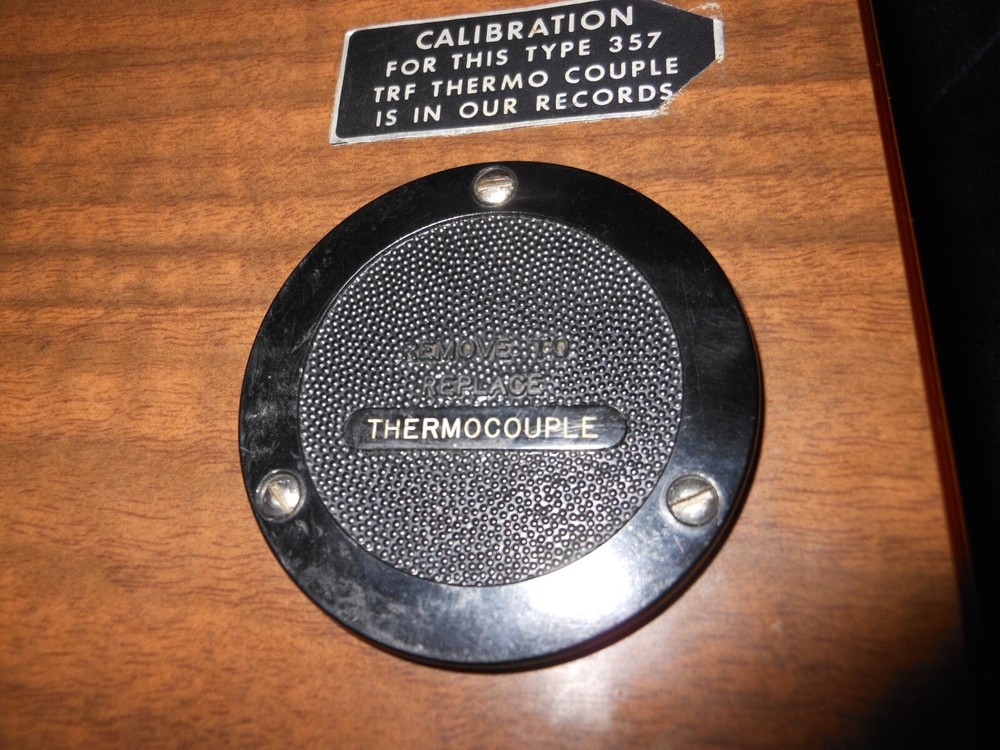 CALIBRATION
FOR THIS TYPE 357
TRF THERMO COUPLE
IS IN OUR RECORDS
REMOVE TO
REPLACE
THERMOCOUPLE